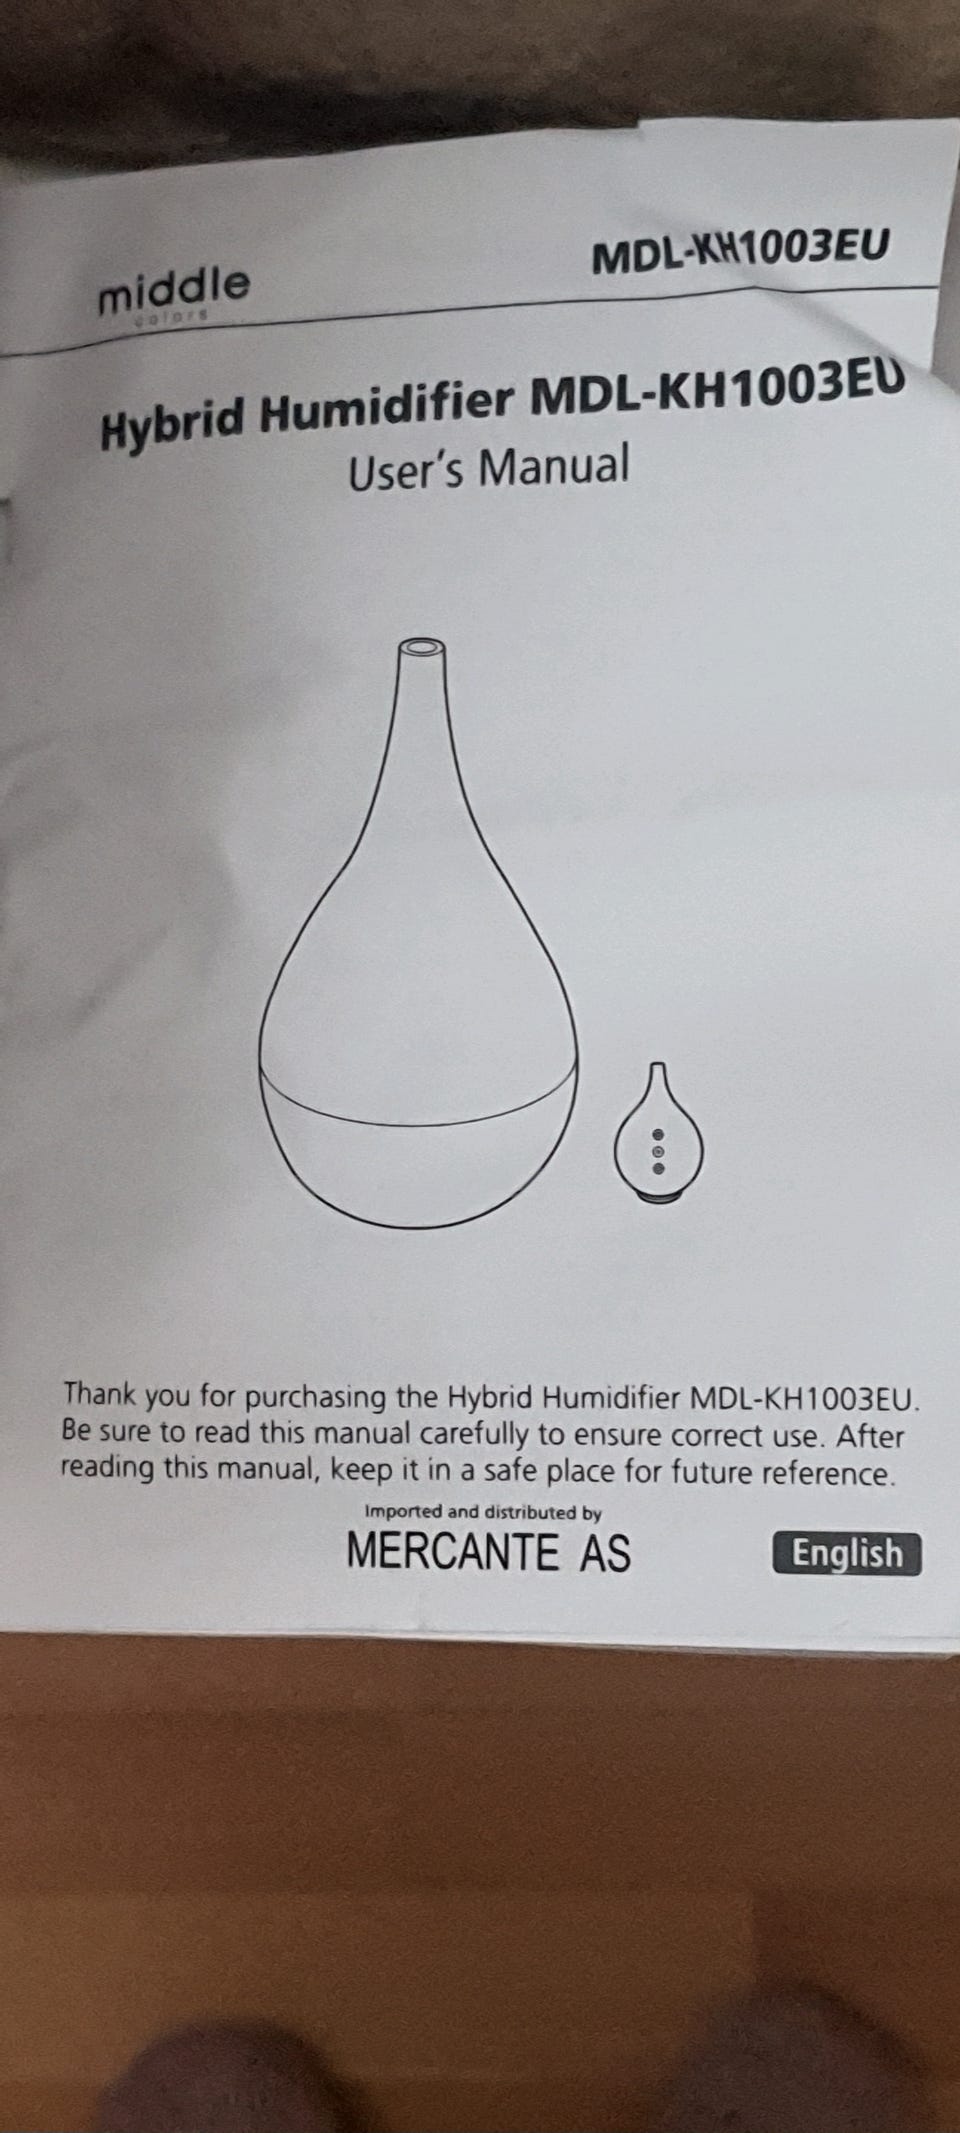 middle
colors
MDL-KH1003EU
Hybrid Humidifier MDL-KH1003EU
User's Manual
Thank you for purchasing the Hybrid Humidifier MDL-KH1003EU.
Be sure to read this manual carefully to ensure correct use. After
reading this manual, keep it in a safe place for future reference.
Imported and distributed by
MERCANTE AS
English